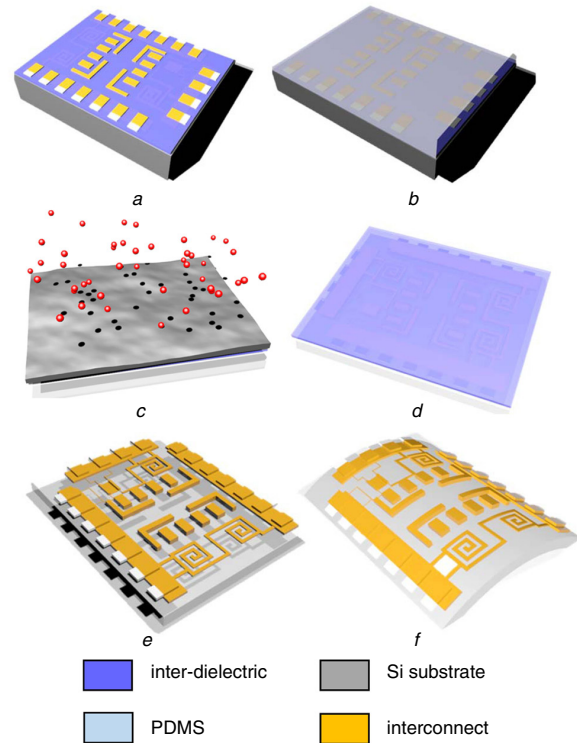 a
b
c
d
e
f
inter-dielectric
Si substrate
PDMS
interconnect